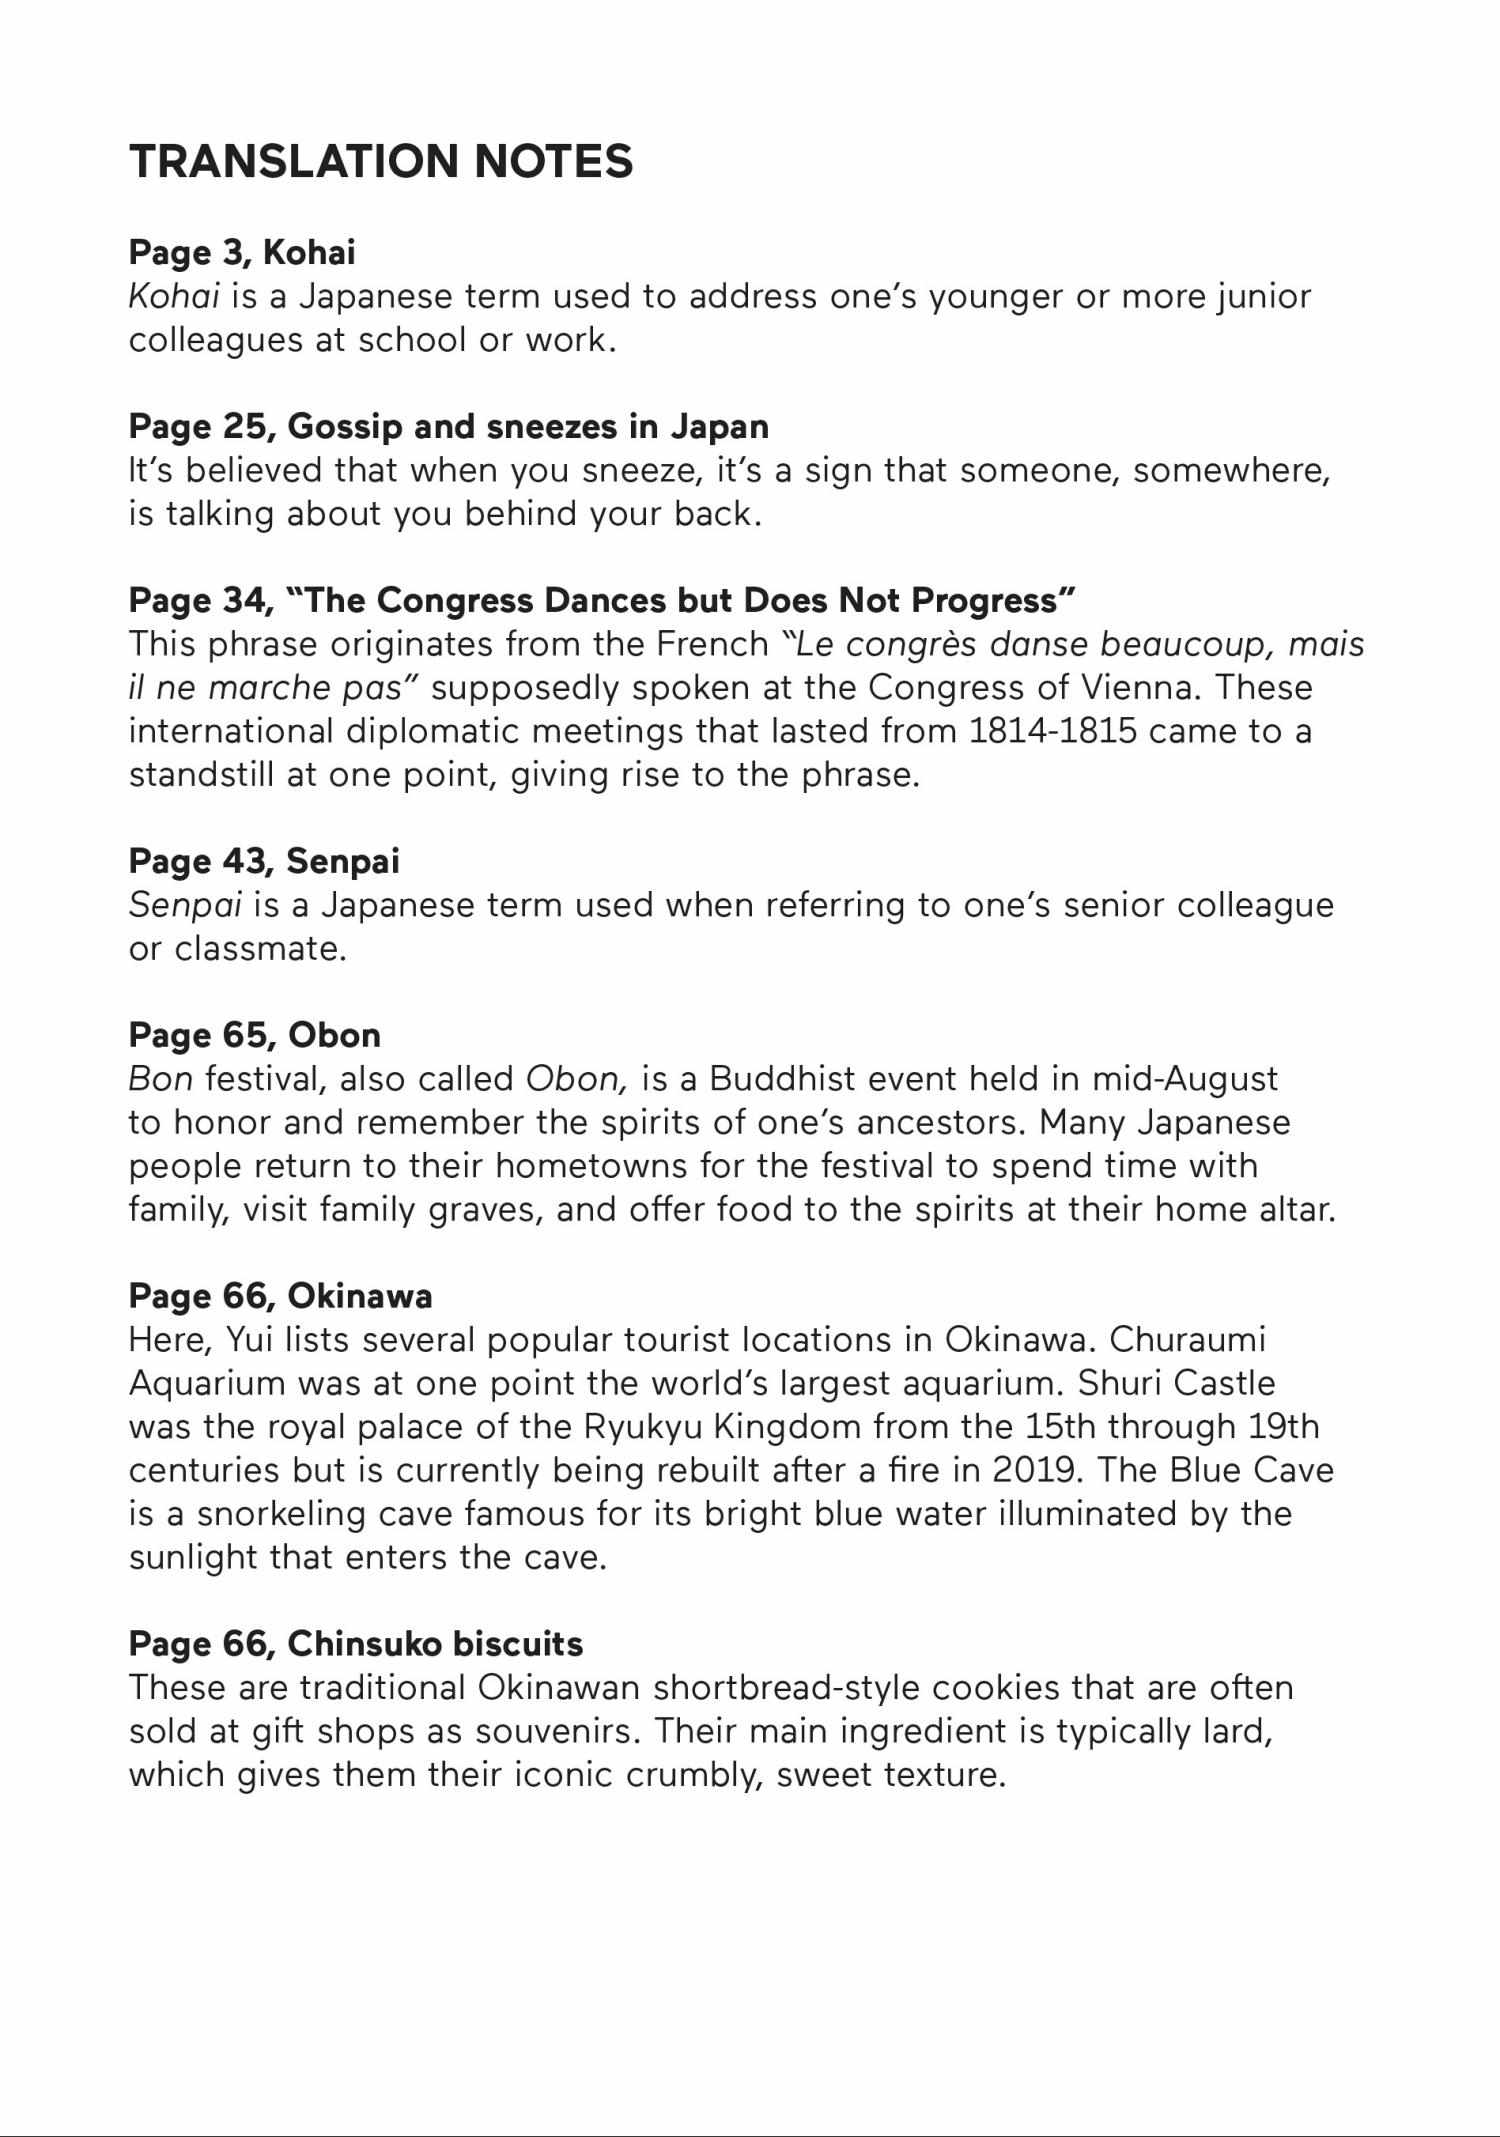 TRANSLATION NOTES
Page 3, Kohai
Kohai is a Japanese term used to address one’s younger or more junior
colleagues at school or work.
Page 25, Gossip and sneezes in Japan
It’s believed that when you sneeze, it’s a sign that someone, somewhere,
is talking about you behind your back.
Page 34, “The Congress Dances but Does Not Progress”
This phrase originates from the French “Le congrès danse beaucoup, mais
il ne marche pas” supposedly spoken at the Congress of Vienna. These
international diplomatic meetings that lasted from 1814-1815 came to a
standstill at one point, giving rise to the phrase.
Page 43, Senpai
Senpai is a Japanese term used when referring to one’s senior colleague
or classmate.
Page 65, Obon
Bon festival, also called Obon, is a Buddhist event held in mid-August
to honor and remember the spirits of one’s ancestors. Many Japanese
people return to their hometowns for the festival to spend time with
family, visit family graves, and offer food to the spirits at their home altar.
Page 66, Okinawa
Here, Yui lists several popular tourist locations in Okinawa. Churaumi
Aquarium was at one point the world’s largest aquarium. Shuri Castle
was the royal palace of the Ryukyu Kingdom from the 15th through 19th
centuries but is currently being rebuilt after a fire in 2019. The Blue Cave
is a snorkeling cave famous for its bright blue water illuminated by the
sunlight that enters the cave.
Page 66, Chinsuko biscuits
These are traditional Okinawan shortbread-style cookies that are often
sold at gift shops as souvenirs. Their main ingredient is typically lard,
which gives them their iconic crumbly, sweet texture.